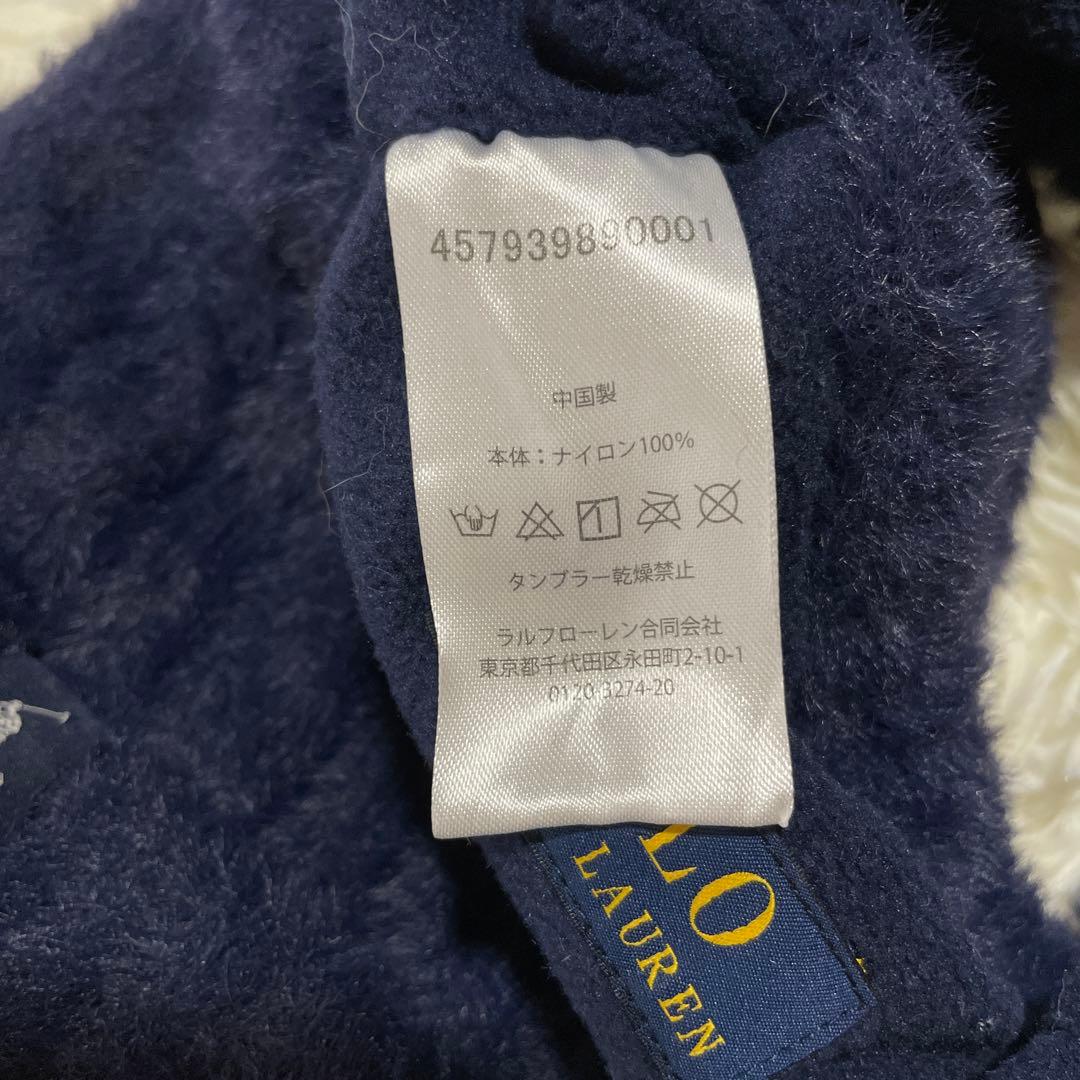 457939890001
中国製
本体：ナイロン100%
タンブラー乾燥禁止
ラルフローレン合同会社
東京都千代田区永田町2-10-1
0120-3274-20
LO
LAUREN